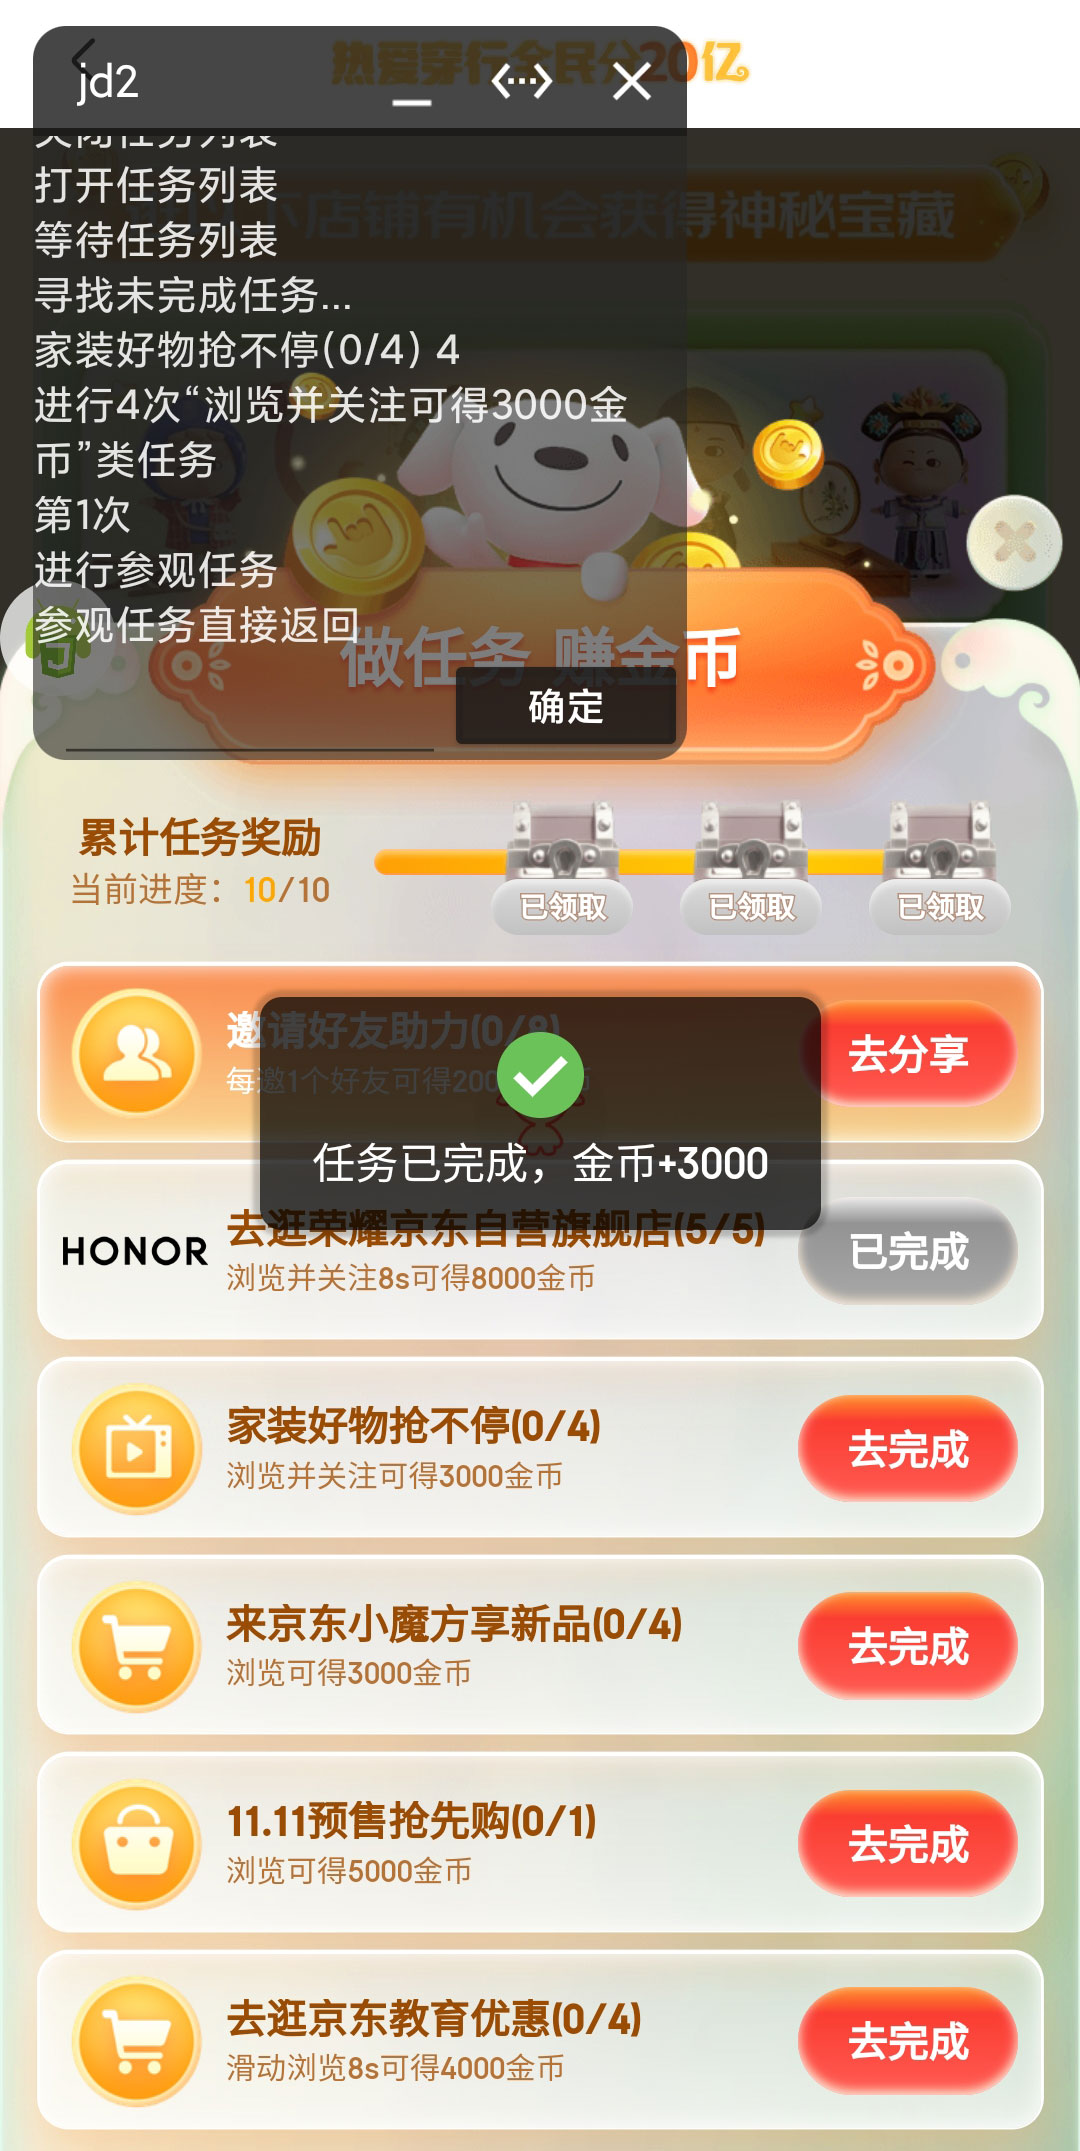 热爱穿行全民分20亿
jd2
关闭任务列表
打开任务列表
等待任务列表
寻找未完成任务...
家装好物抢不停(0/4) 4
进行4次“浏览并关注可得3000金
币”类任务
第1次
进行参观任务
参观任务直接返回
确定
下店铺有机会获得神秘宝藏
做任务 赚金币
累计任务奖励
当前进度：10/10
已领取
已领取
已领取
邀请好友助力(0/8)
每邀1个好友可得200
去分享
任务已完成，金币+3000
HONOR
去逛荣耀京东自营旗舰店(5/5)
浏览并关注8s可得8000金币
已完成
家装好物抢不停(0/4)
浏览并关注可得3000金币
去完成
来京东小魔方享新品(0/4)
浏览可得3000金币
去完成
11.11预售抢先购(0/1)
浏览可得5000金币
去完成
去逛京东教育优惠(0/4)
滑动浏览8s可得4000金币
去完成